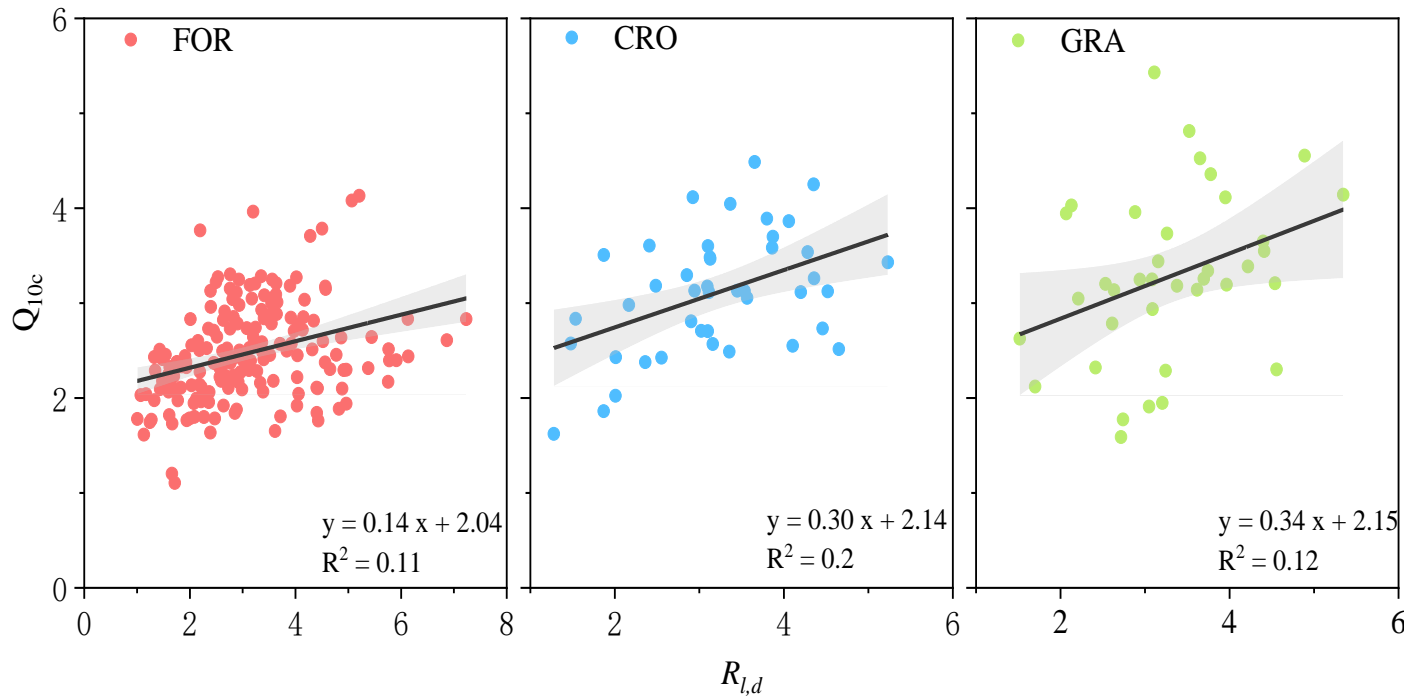 6
4
2
0
Q10c
FOR
y = 0.14 x + 2.04
R² = 0.11
0 2 4 6 8
CRO
y = 0.30 x + 2.14
R² = 0.2
2 4 6
GRA
y = 0.34 x + 2.15
R² = 0.12
2 4 6
Rl,d